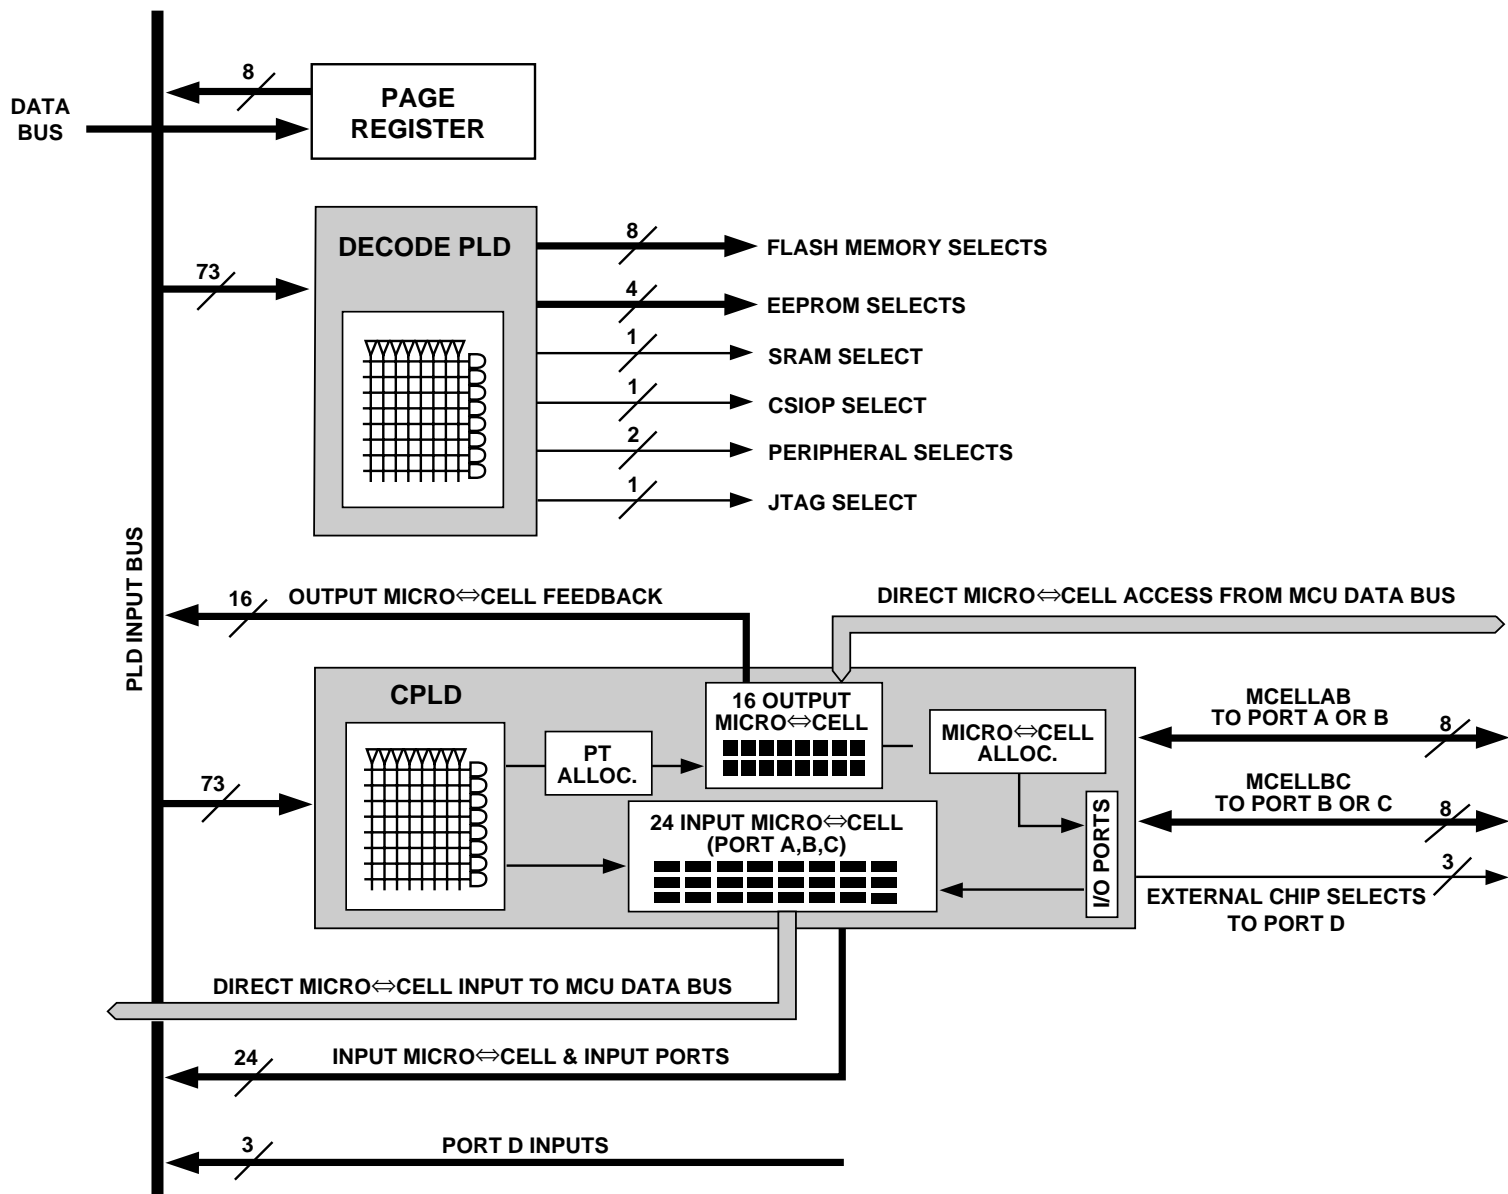 8
PAGE
REGISTER
DATA
BUS
DECODE PLD
73
8
FLASH MEMORY SELECTS
4
EEPROM SELECTS
1
SRAM SELECT
1
CSIOP SELECT
2
PERIPHERAL SELECTS
1
JTAG SELECT
PLD INPUT BUS
16
OUTPUT MICRO⇔CELL FEEDBACK
DIRECT MICRO⇔CELL ACCESS FROM MCU DATA BUS
CPLD
73
PT
ALLOC.
16 OUTPUT
MICRO⇔CELL
MICRO⇔CELL
ALLOC.
24 INPUT MICRO⇔CELL
(PORT A,B,C)
I/O PORTS
MCELLAB
TO PORT A OR B
8
MCELLBC
TO PORT B OR C
8
3
EXTERNAL CHIP SELECTS
TO PORT D
DIRECT MICRO⇔CELL INPUT TO MCU DATA BUS
24
INPUT MICRO⇔CELL & INPUT PORTS
3
PORT D INPUTS